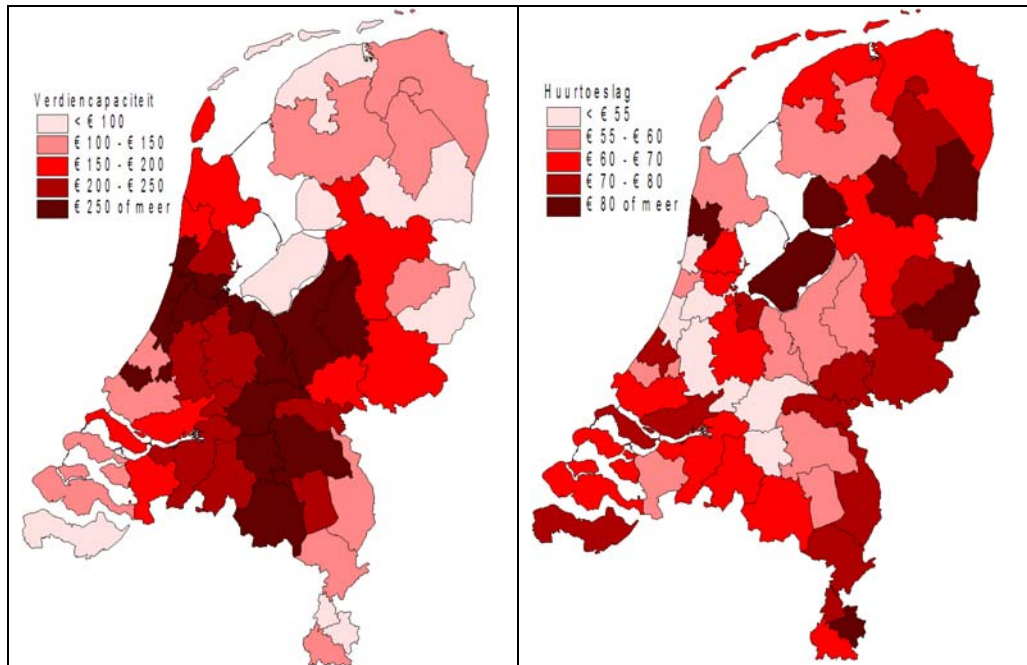 Verdiencapaciteit
< € 100
€ 100 - € 150
€ 150 - € 200
€ 200 - € 250
€ 250 of meer
Huurtoeslag
< € 55
€ 55 - € 60
€ 60 - € 70
€ 70 - € 80
€ 80 of meer